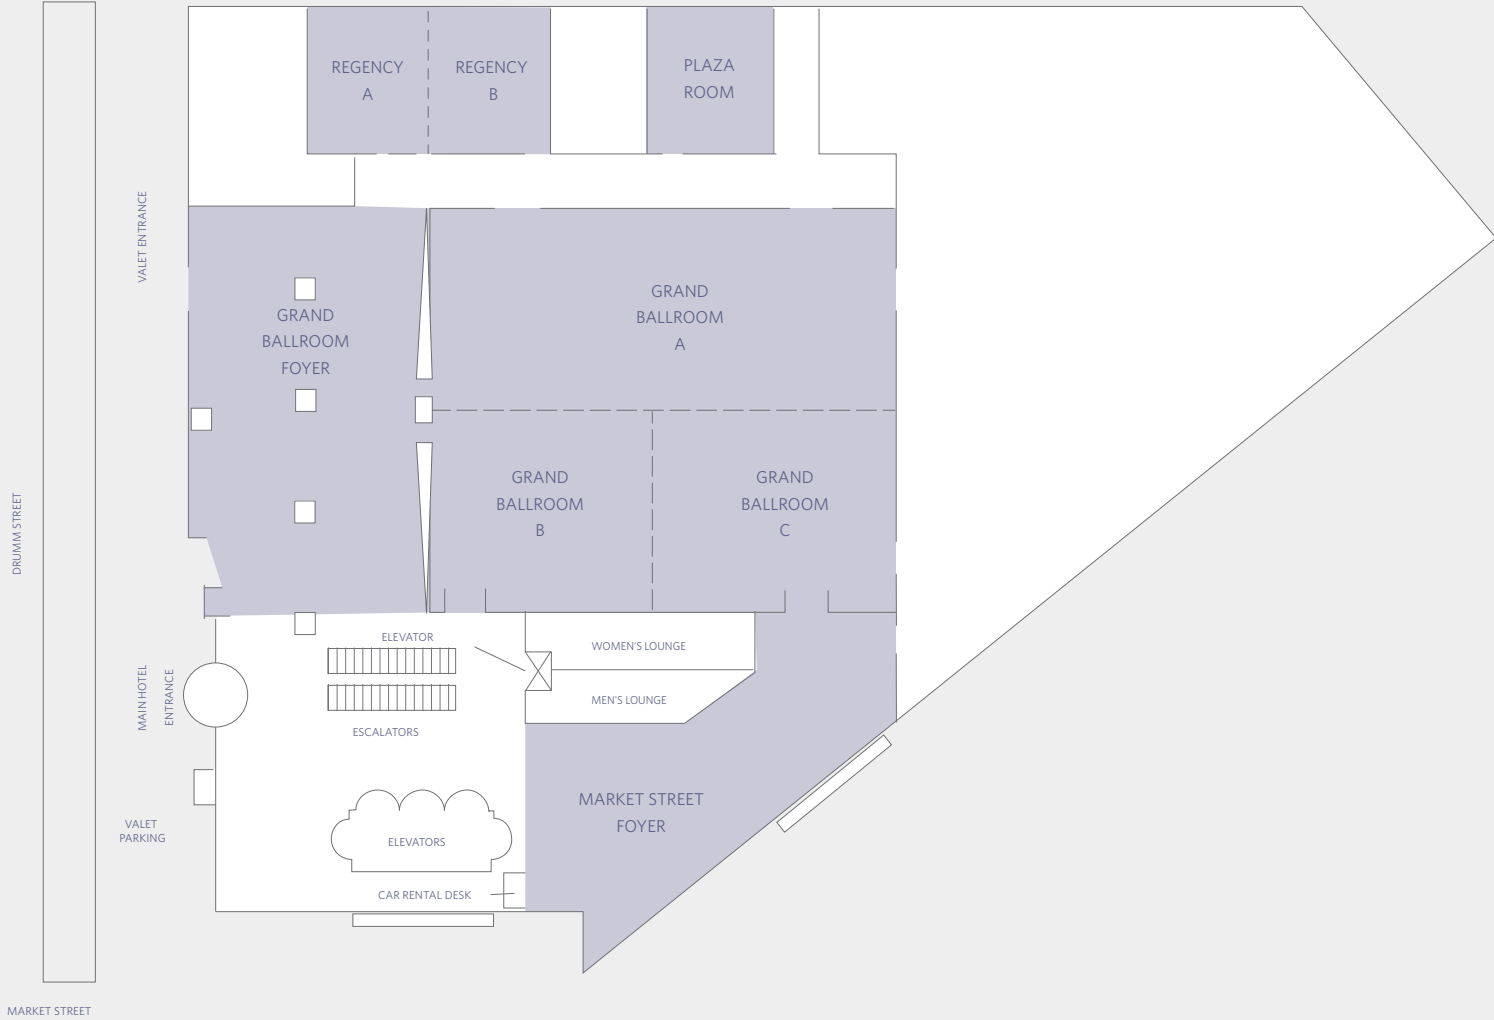 REGENCY
A
REGENCY
B
PLAZA
ROOM
VALET ENTRANCE
GRAND
BALLROOM
FOYER
GRAND
BALLROOM
A
GRAND
BALLROOM
B
GRAND
BALLROOM
C
DRUMM STREET
ELEVATOR
WOMEN'S LOUNGE
MEN'S LOUNGE
MAIN HOTEL
ENTRANCE
ESCALATORS
MARKET STREET
FOYER
VALET
PARKING
ELEVATORS
CAR RENTAL DESK
MARKET STREET